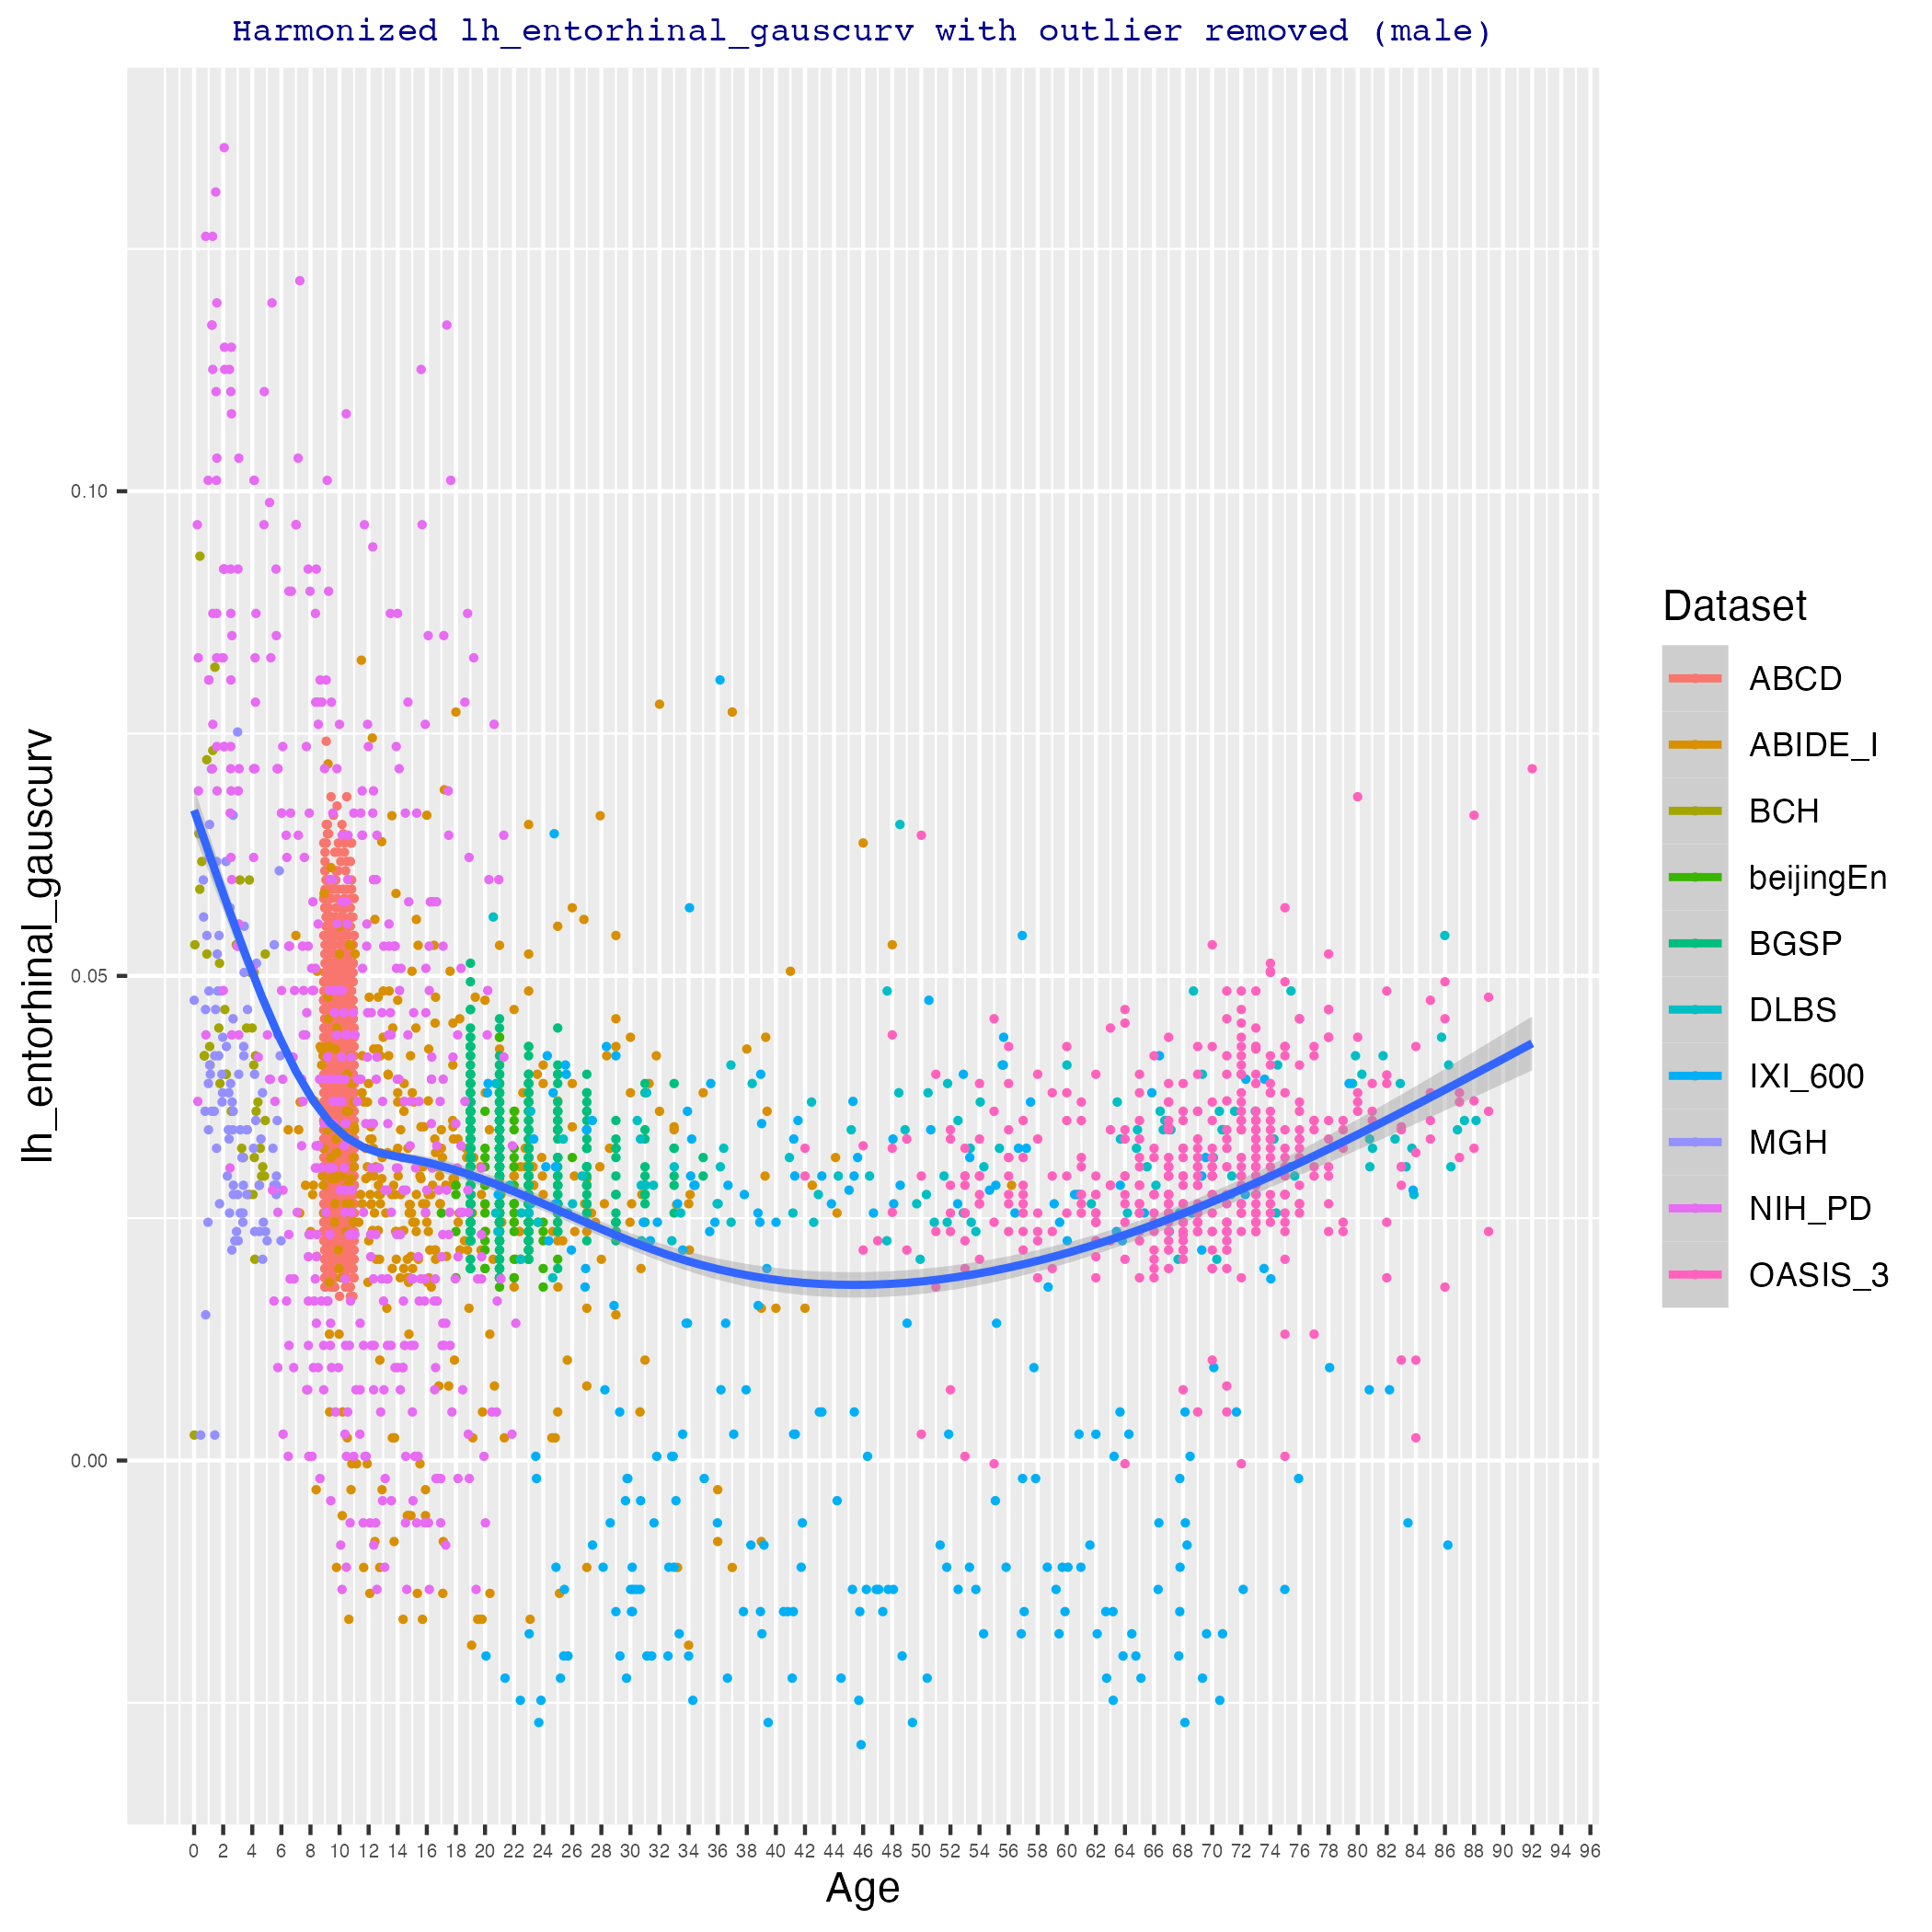 Harmonized lh_entorhinal_gauscurv with outlier removed (male)
lh_entorhinal_gauscurv
0.10
0.05
0.00
0 2 4 6 8 10 12 14 16 18 20 22 24 26 28 30 32 34 36 38 40 42 44 46 48 50 52 54 56 58 60 62 64 66 68 70 72 74 76 78 80 82 84 86 88 90 92 94 96
Age
Dataset
ABCD
ABIDE_I
BCH
beijingEn
BGSP
DLBS
IXI_600
MGH
NIH_PD
OASIS_3